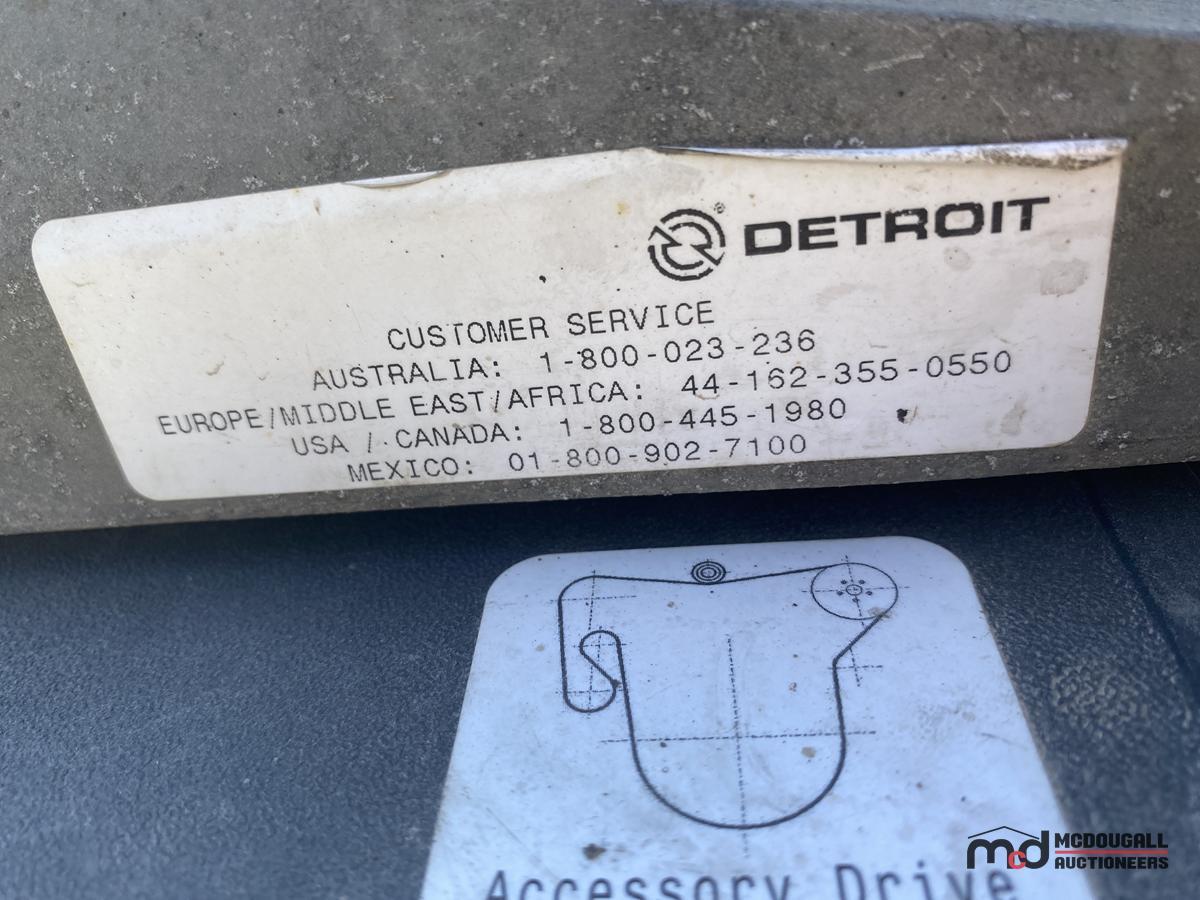 DETROIT®
CUSTOMER SERVICE
AUSTRALIA: 1-800-023-236
EUROPE/MIDDLE EAST/AFRICA: 44-162-355-0550
USA / CANADA: 1-800-445-1980
MEXICO: 01-800-902-7100
Accessory Drive
mcd MCDOUGALL
AUCTIONEERS